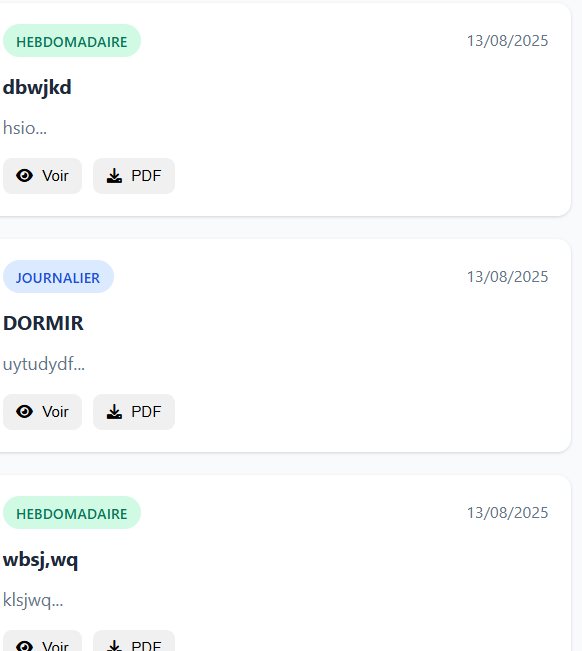 HEBDOMADAIRE 13/08/2025
dbwjkd
hsio...
Voir PDF
JOURNALIER 13/08/2025
DORMIR
uytudydf...
Voir PDF
HEBDOMADAIRE 13/08/2025
wbsj,wq
klsjwq...
Voir PDF